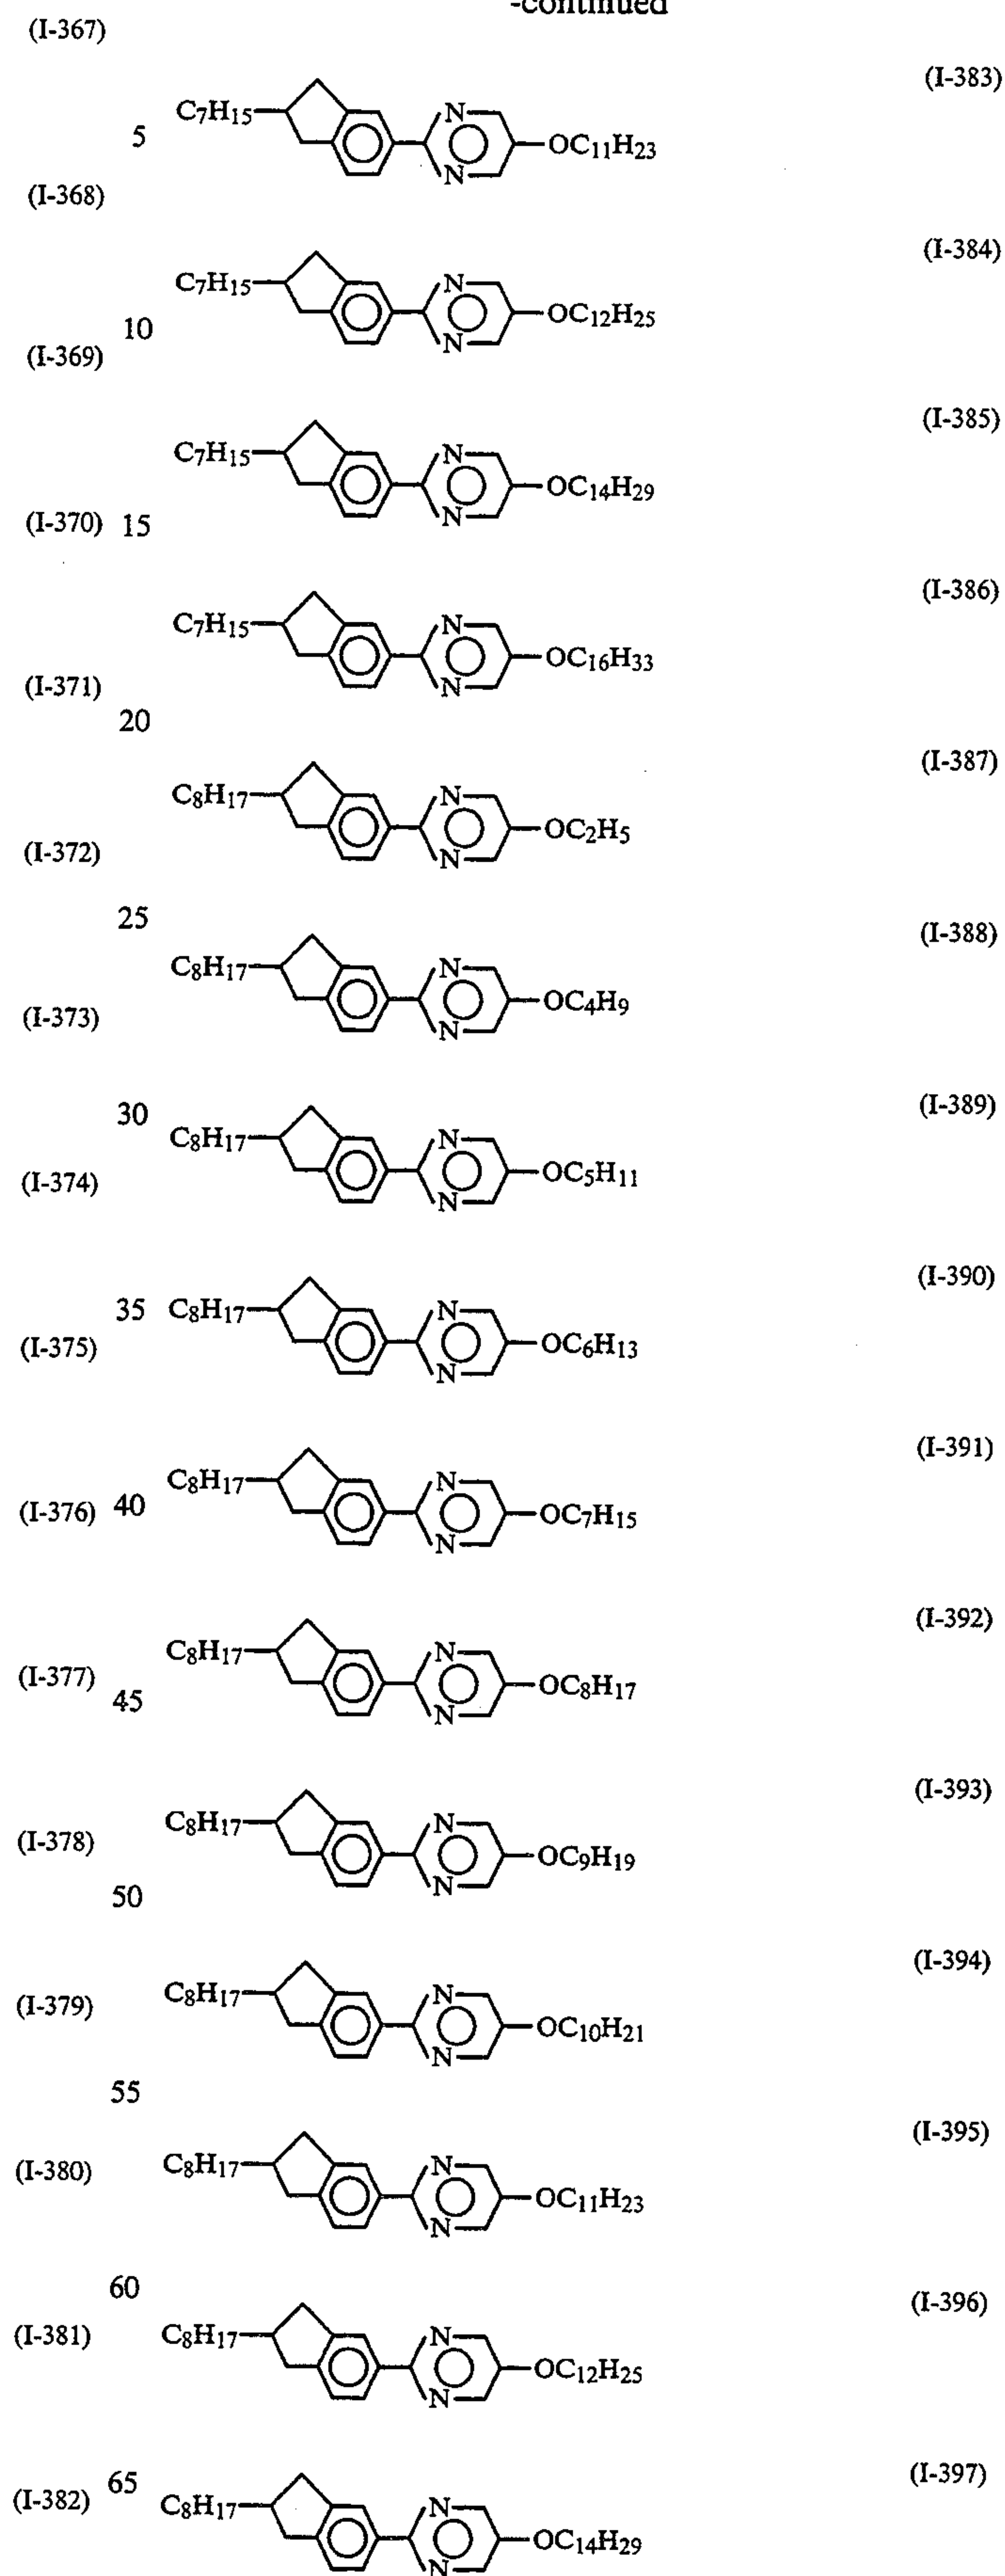 -continued
(I-367)
(I-383)
C7H15 N N OC11H23
5
(I-368)
(I-384)
C7H15 N N OC12H25
10
(I-369)
(I-385)
C7H15 N N OC14H29
(I-370) 15
(I-386)
C7H15 N N OC16H33
(I-371)
20
(I-387)
C8H17 N N OC2H5
(I-372)
25
(I-388)
C8H17 N N OC4H9
(I-373)
(I-389)
30
C8H17 N N OC5H11
(I-374)
(I-390)
35 C8H17 N N OC6H13
(I-375)
(I-391)
C8H17 N N OC7H15
(I-376) 40
(I-392)
C8H17 N N OC8H17
(I-377)
45
(I-393)
C8H17 N N OC9H19
(I-378)
50
(I-394)
C8H17 N N OC10H21
(I-379)
55
(I-395)
C8H17 N N OC11H23
(I-380)
60
(I-396)
C8H17 N N OC12H25
(I-381)
(I-397)
65
C8H17 N N OC14H29
(I-382)